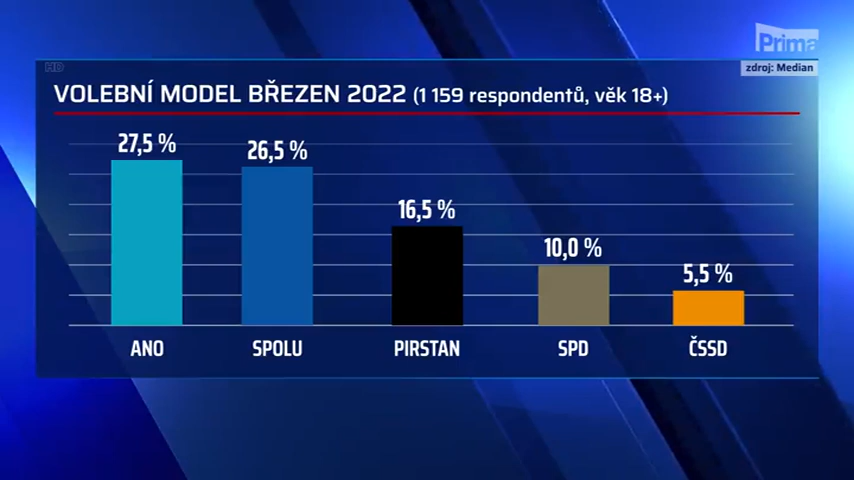 Prima
HD
zdroj: Median
VOLEBNÍ MODEL BŘEZEN 2022 (1 159 respondentů, věk 18+)
27,5 % 26,5 % 16,5 % 10,0 % 5,5 %
ANO SPOLU PIRSTAN SPD ČSSD